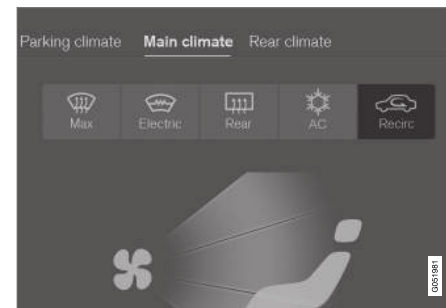 Parking climate Main climate Rear climate
Max Electric Rear AC Recirc
G051981